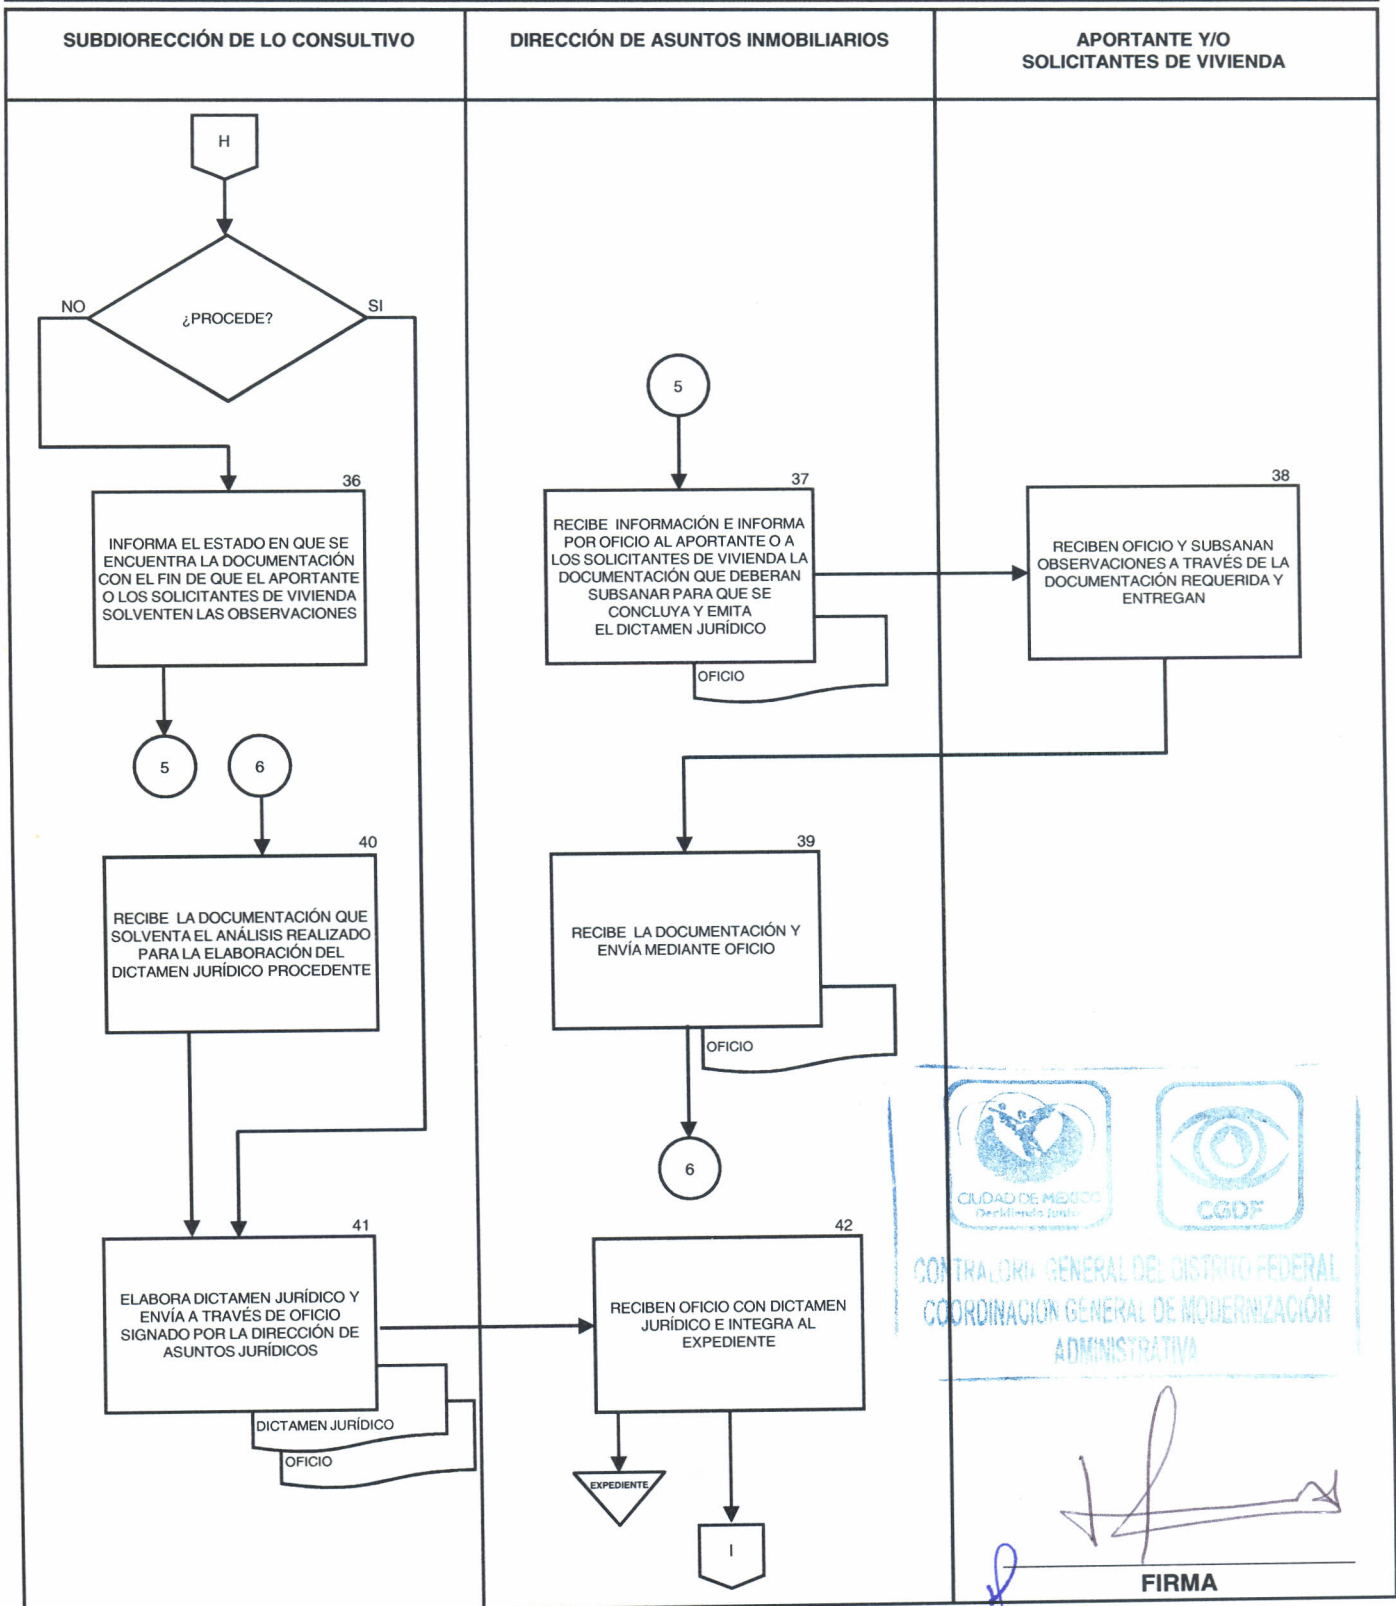 SUBDIORECCIÓN DE LO CONSULTIVO
DIRECCIÓN DE ASUNTOS INMOBILIARIOS
APORTANTE Y/O
SOLICITANTES DE VIVIENDA
H
¿PROCEDE?
NO
SI
36
INFORMA EL ESTADO EN QUE SE
ENCUENTRA LA DOCUMENTACIÓN
CON EL FIN DE QUE EL APORTANTE
O LOS SOLICITANTES DE VIVIENDA
SOLVENTEN LAS OBSERVACIONES
5
5
37
RECIBE INFORMACIÓN E INFORMA
POR OFICIO AL APORTANTE O A
LOS SOLICITANTES DE VIVIENDA LA
DOCUMENTACIÓN QUE DEBERAN
SUBSANAR PARA QUE SE
CONCLUYA Y EMITA
EL DICTAMEN JURÍDICO
OFICIO
38
RECIBEN OFICIO Y SUBSANAN
OBSERVACIONES A TRAVÉS DE LA
DOCUMENTACIÓN REQUERIDA Y
ENTREGAN
39
RECIBE LA DOCUMENTACIÓN Y
ENVÍA MEDIANTE OFICIO
OFICIO
6
6
40
RECIBE LA DOCUMENTACIÓN QUE
SOLVENTA EL ANÁLISIS REALIZADO
PARA LA ELABORACIÓN DEL
DICTAMEN JURÍDICO PROCEDENTE
41
ELABORA DICTAMEN JURÍDICO Y
ENVÍA A TRAVÉS DE OFICIO
SIGNADO POR LA DIRECCIÓN DE
ASUNTOS JURÍDICOS
DICTAMEN JURÍDICO
OFICIO
42
RECIBEN OFICIO CON DICTAMEN
JURÍDICO E INTEGRA AL
EXPEDIENTE
EXPEDIENTE
I
CIUDAD DE MÉXICO
Decidiendo Juntos
CGDF
CONTRALORIA GENERAL DEL DISTRITO FEDERAL
COORDINACIÓN GENERAL DE MODERNIZACIÓN
ADMINISTRATIVA
FIRMA